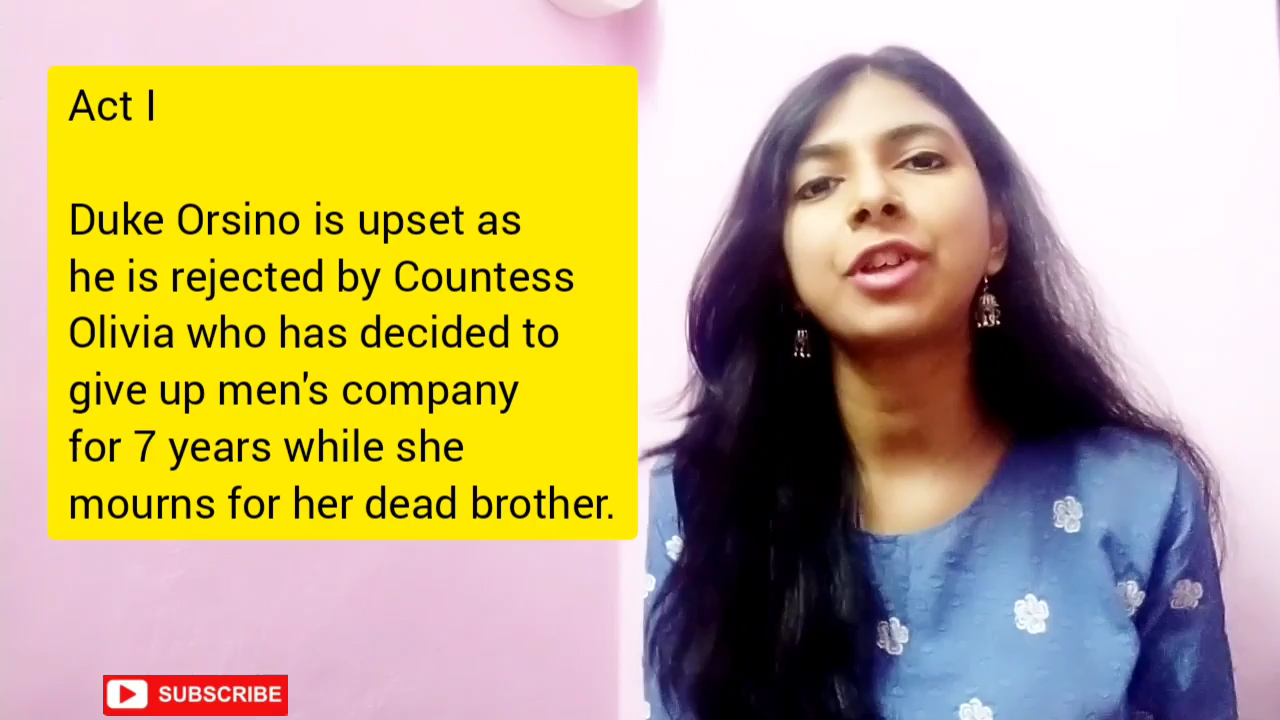 Act I
Duke Orsino is upset as
he is rejected by Countess
Olivia who has decided to
give up men's company
for 7 years while she
mourns for her dead brother.
SUBSCRIBE